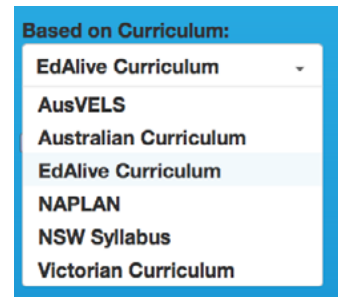 Based on Curriculum:
EdAlive Curriculum
AusVELS
Australian Curriculum
EdAlive Curriculum
NAPLAN
NSW Syllabus
Victorian Curriculum